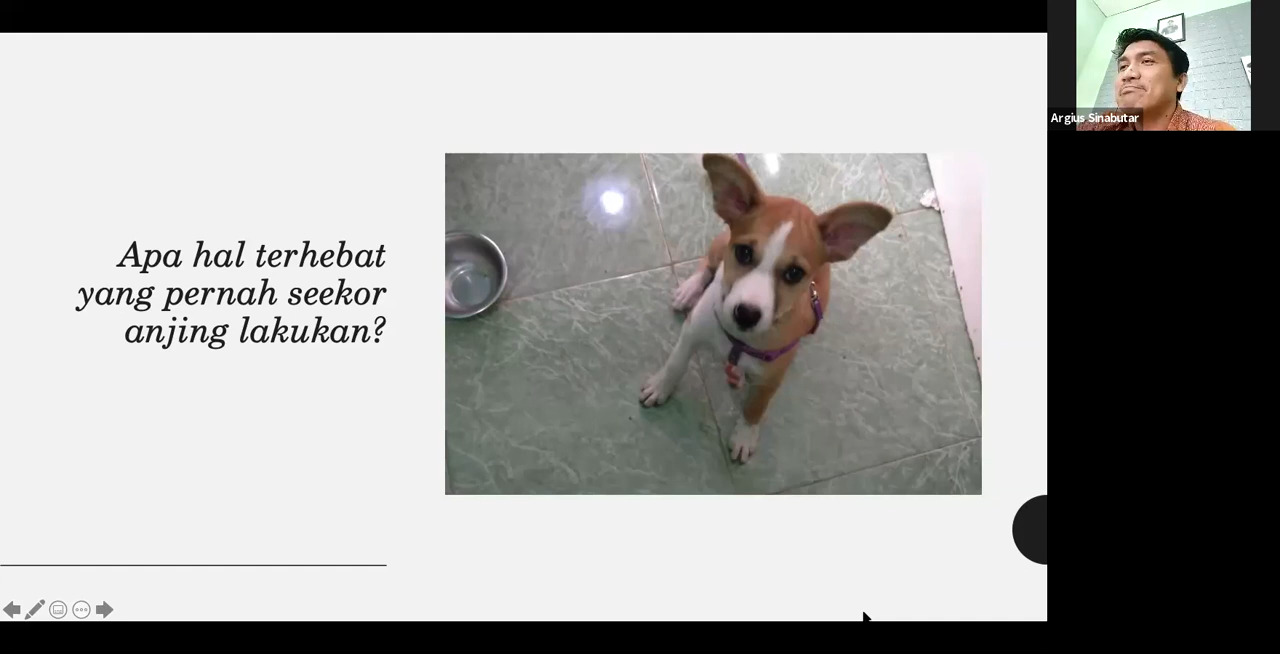 Apa hal terhebat
yang pernah seekor
anjing lakukan?
Argius Sinabutar